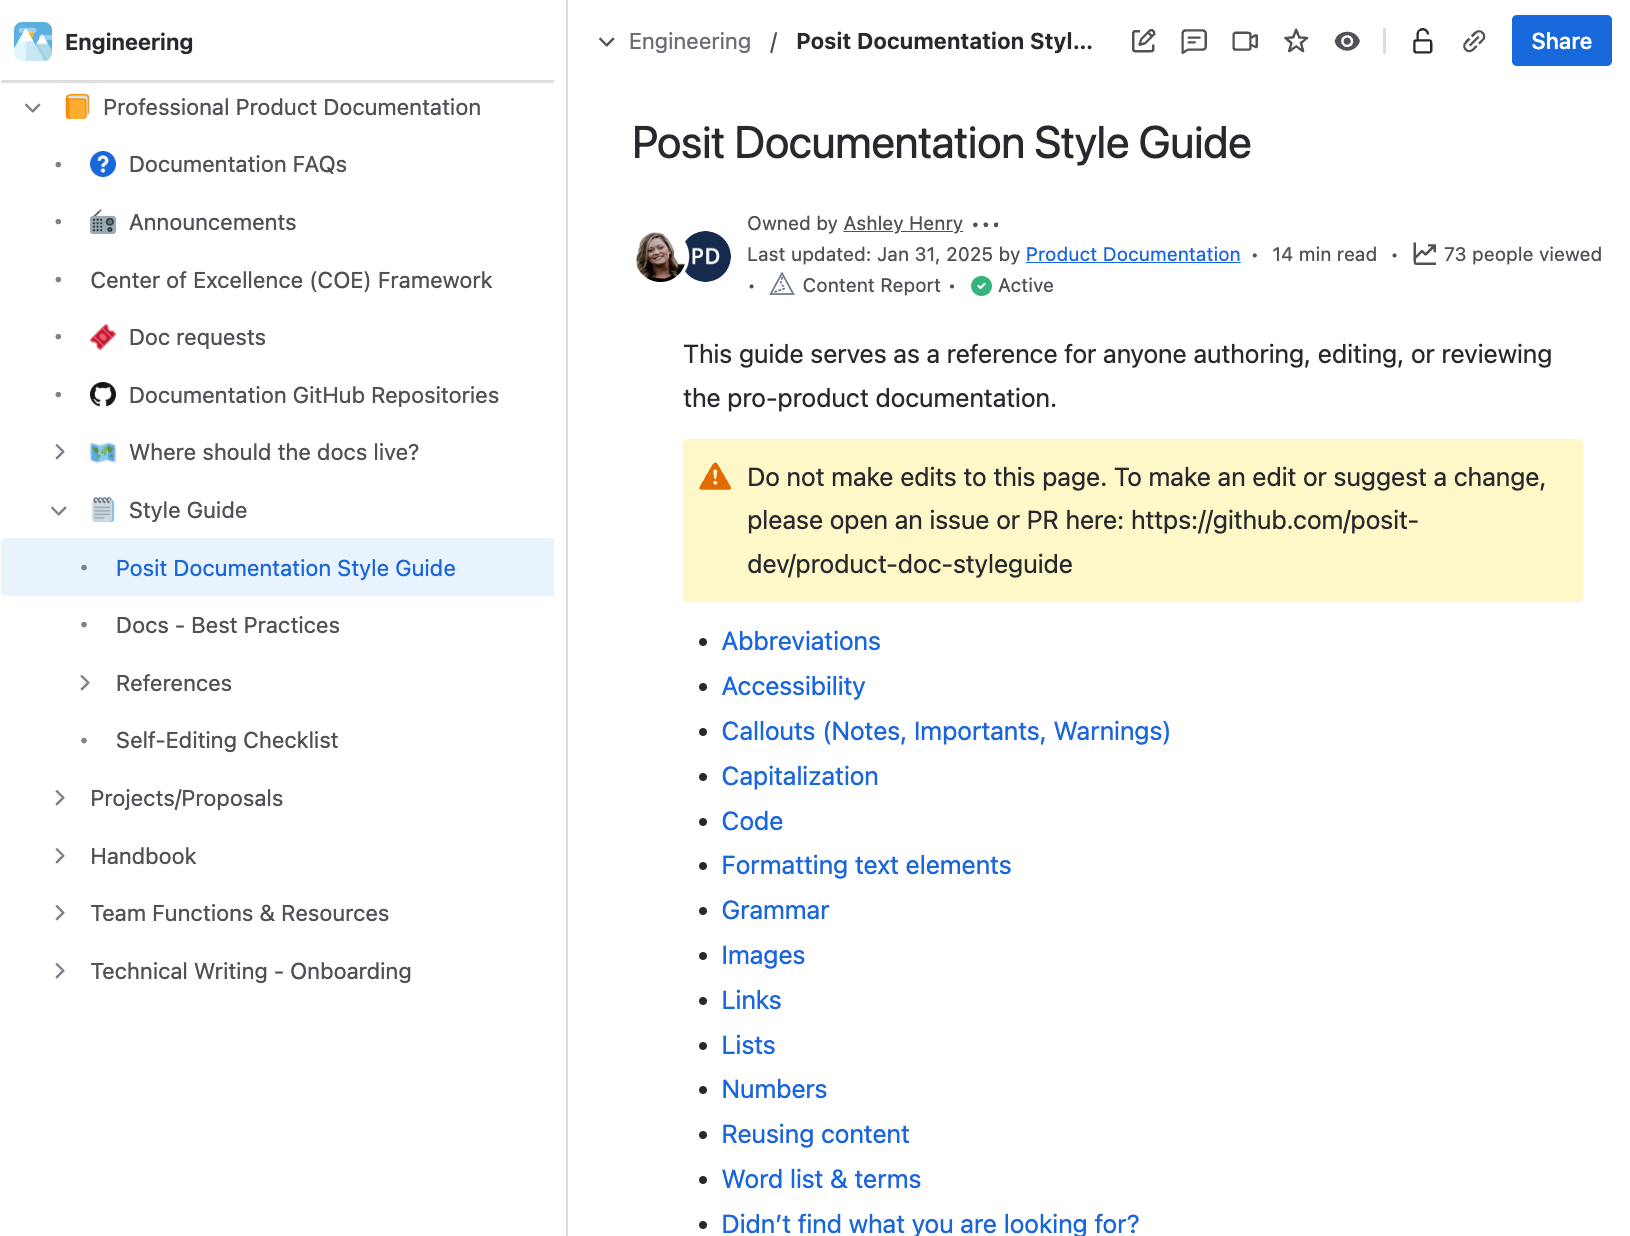 Engineering
Professional Product Documentation
Documentation FAQs
Announcements
Center of Excellence (COE) Framework
Doc requests
Documentation GitHub Repositories
Where should the docs live?
Style Guide
Posit Documentation Style Guide
Docs - Best Practices
References
Self-Editing Checklist
Projects/Proposals
Handbook
Team Functions & Resources
Technical Writing - Onboarding
Engineering / Posit Documentation Styl...
Share
Posit Documentation Style Guide
PD
Owned by Ashley Henry •••
Last updated: Jan 31, 2025 by Product Documentation • 14 min read • 73 people viewed
• Content Report • Active
This guide serves as a reference for anyone authoring, editing, or reviewing
the pro-product documentation.
Do not make edits to this page. To make an edit or suggest a change,
please open an issue or PR here: https://github.com/posit-
dev/product-doc-styleguide
• Abbreviations
• Accessibility
• Callouts (Notes, Importants, Warnings)
• Capitalization
• Code
• Formatting text elements
• Grammar
• Images
• Links
• Lists
• Numbers
• Reusing content
• Word list & terms
• Didn’t find what you are looking for?